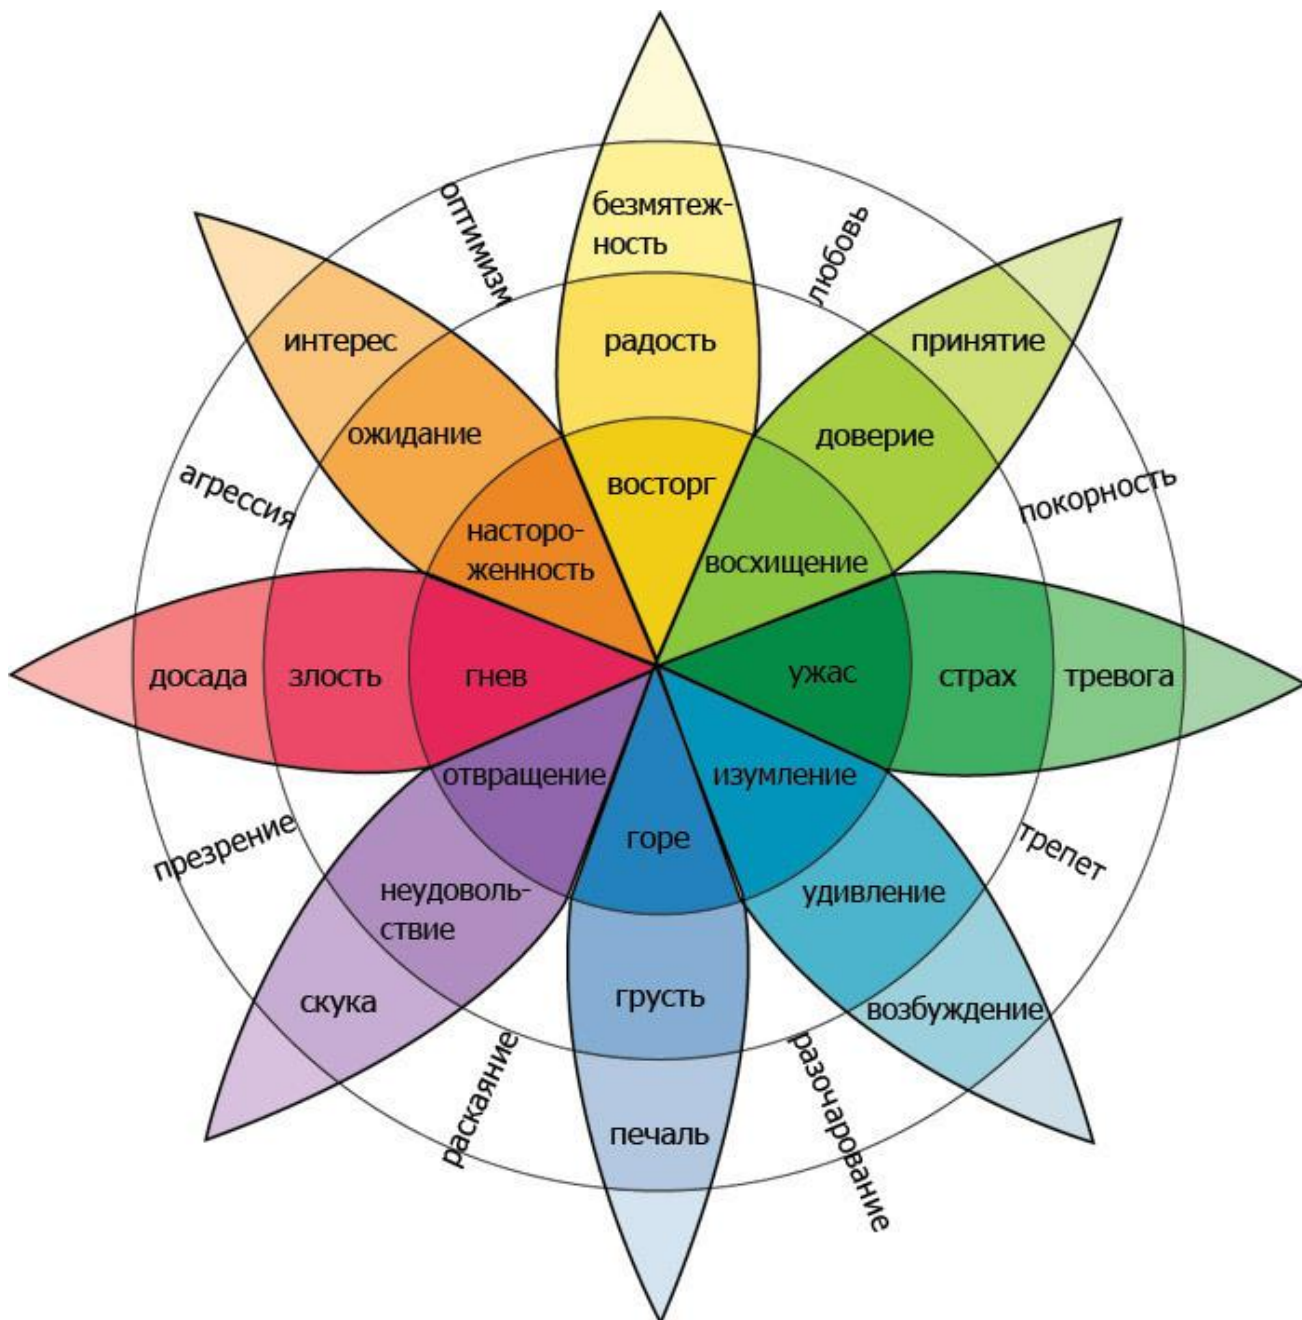 оптимизм
безмятеж-
ность
любовь
интерес
радость
принятие
ожидание
доверие
агрессия
восторг
покорность
насторо-
женность
восхищение
досада
злость
гнев
ужас
страх
тревога
отвращение
изумление
презрение
горе
трепет
неудоволь-
ствие
удивление
скука
грусть
возбуждение
раскаяние
печаль
разочарование